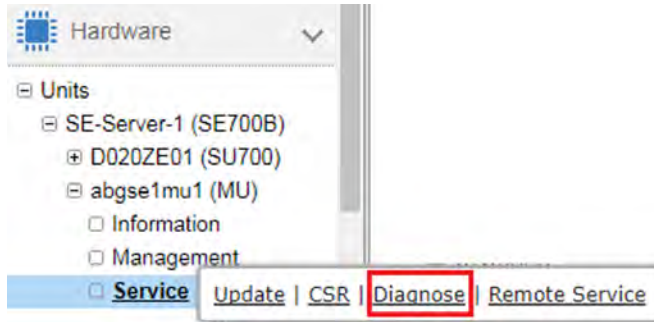 Hardware
Units
SE-Server-1 (SE700B)
D020ZE01 (SU700)
abgse1mu1 (MU)
Information
Management
Service Update | CSR | Diagnose | Remote Service